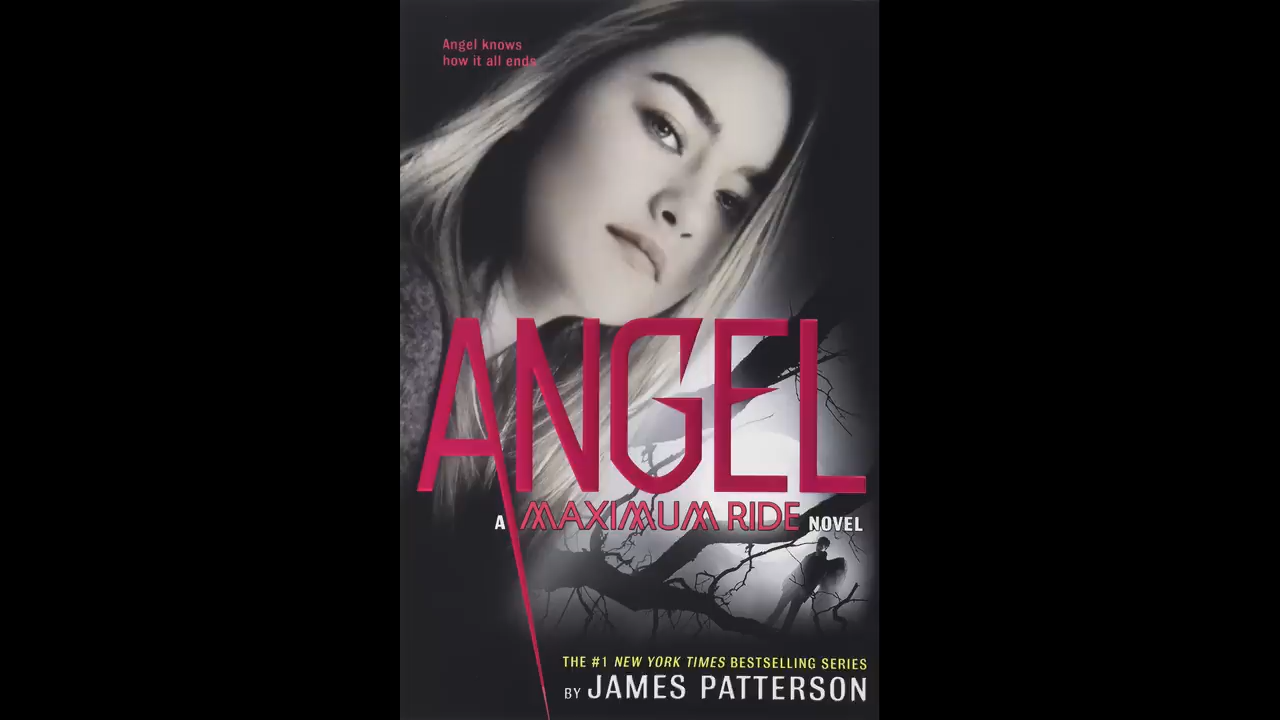 Angel knows
how it all ends.
ANGEL
A MAXIMUM RIDE NOVEL
THE #1 NEW YORK TIMES BESTSELLING SERIES
BY JAMES PATTERSON